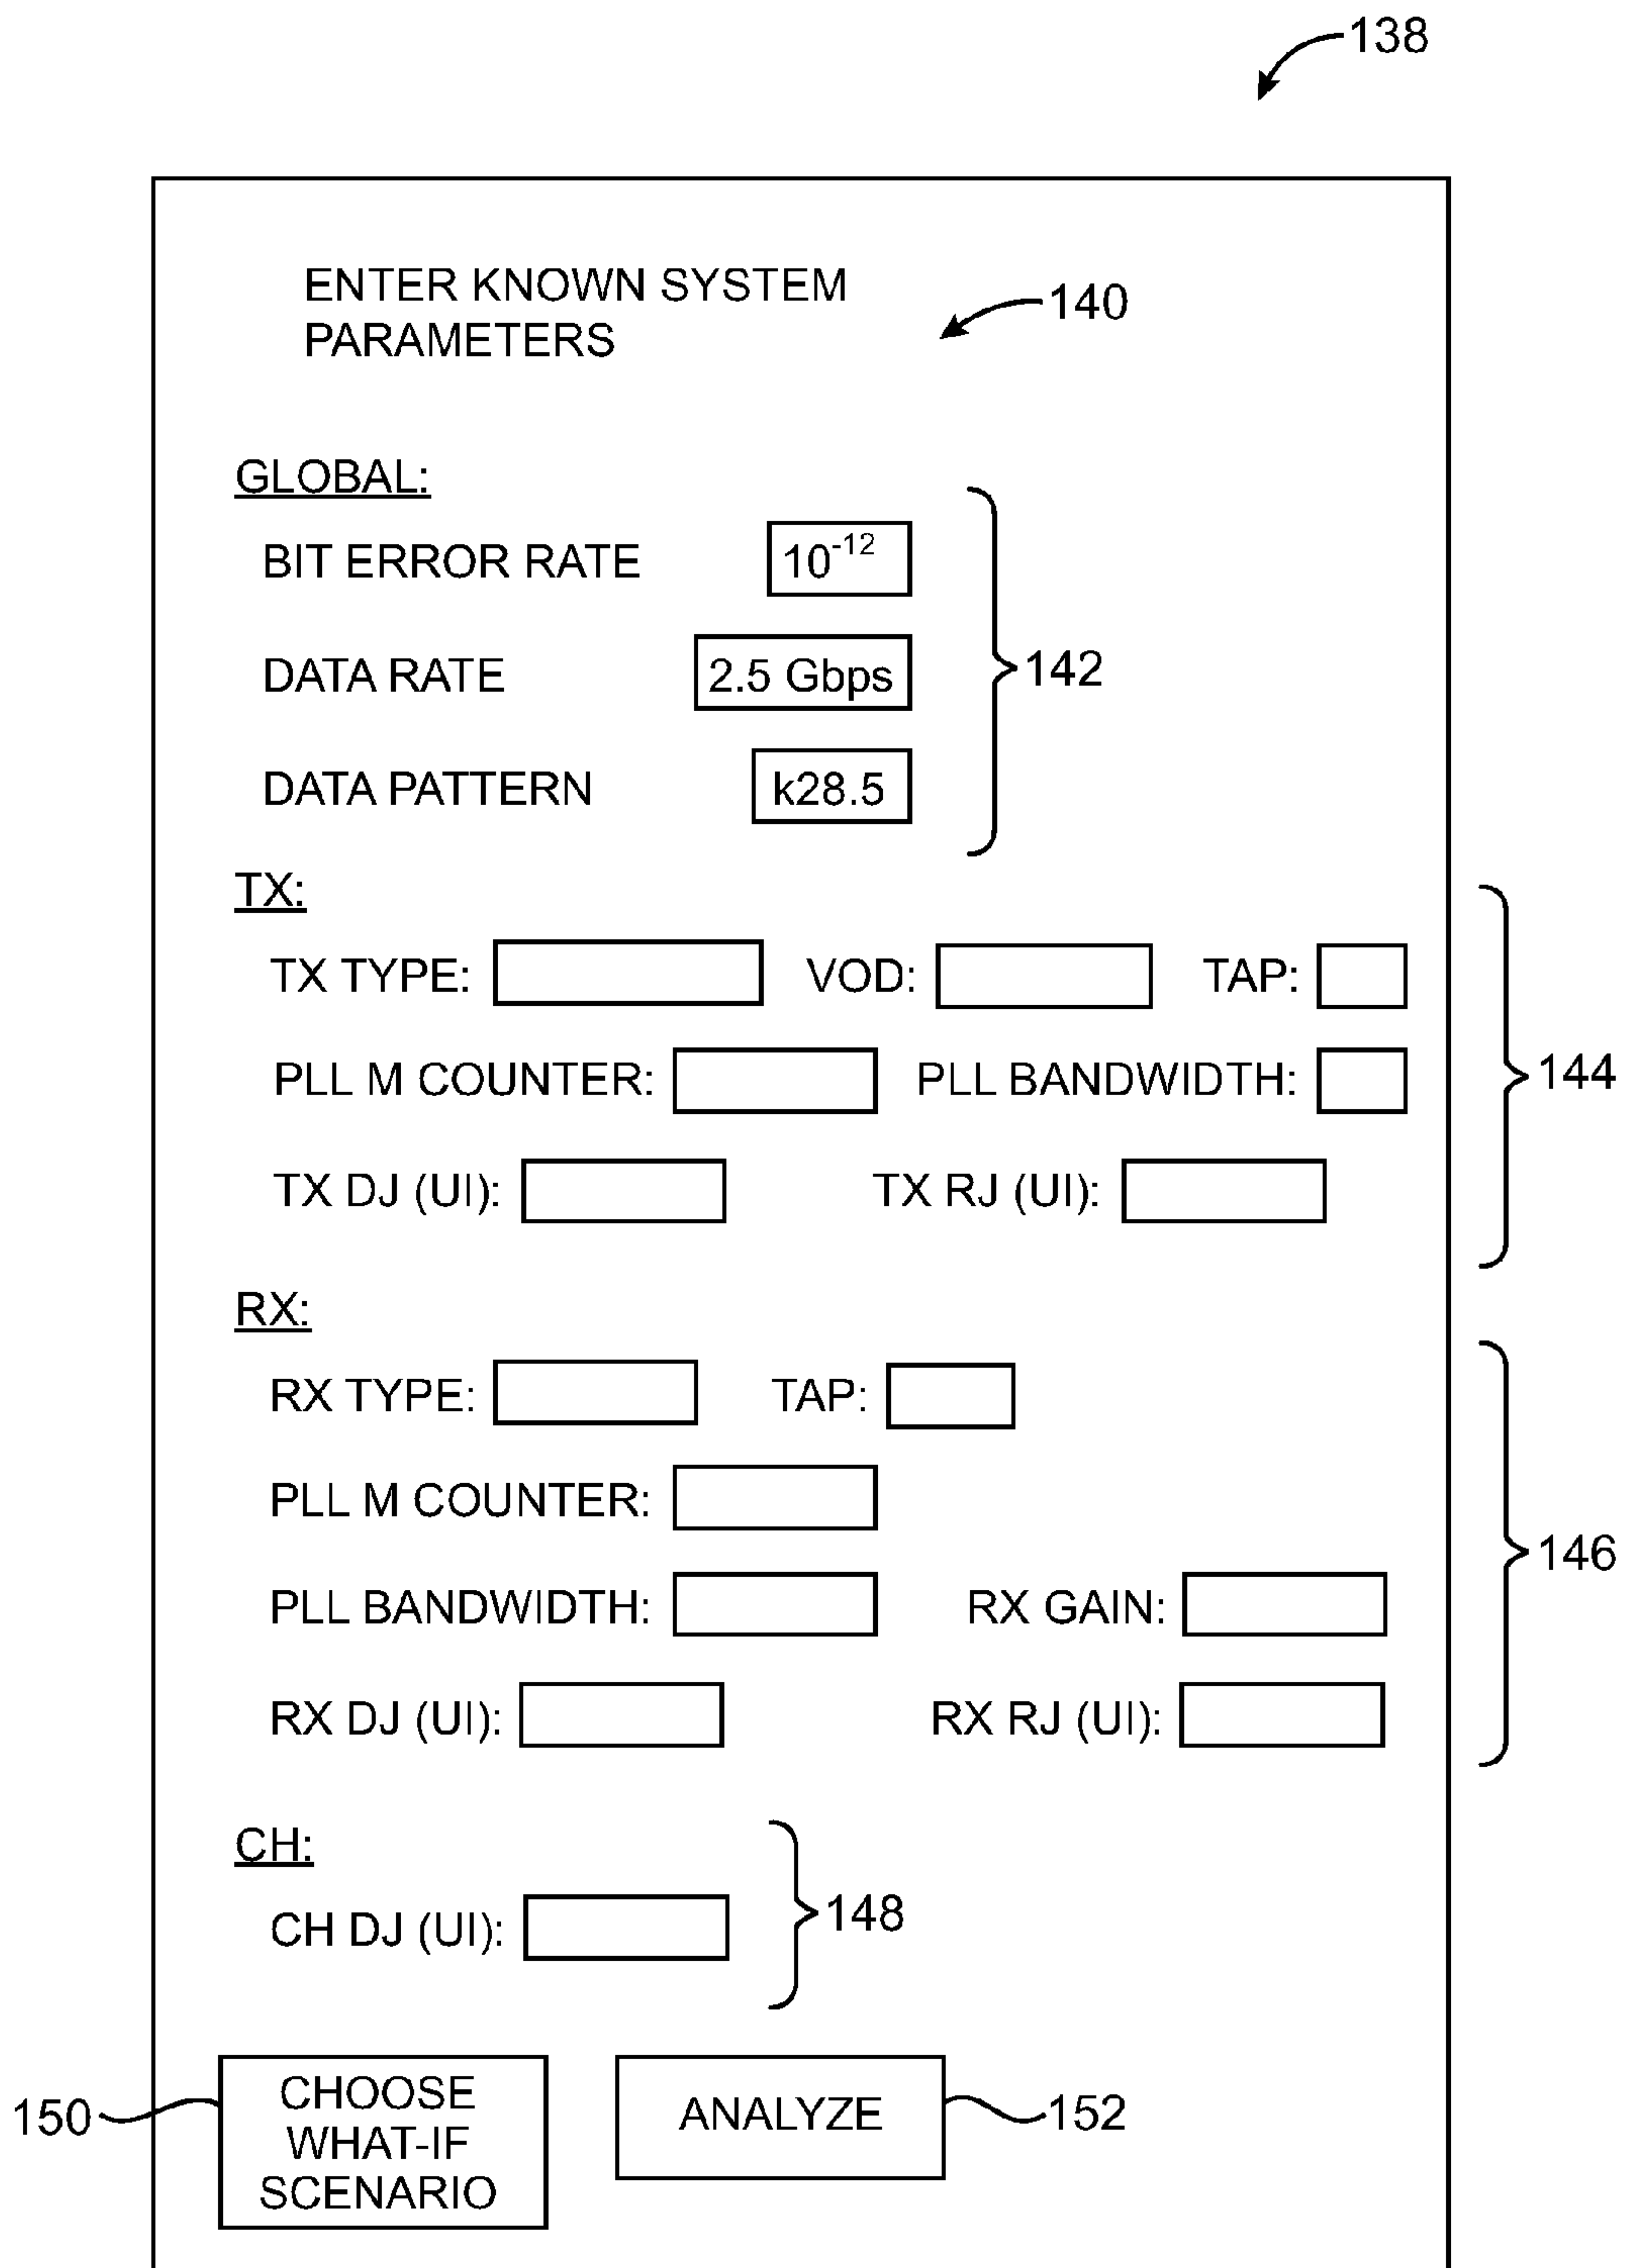 138
ENTER KNOWN SYSTEM
PARAMETERS
140
GLOBAL:
BIT ERROR RATE 10⁻¹²
DATA RATE 2.5 Gbps
142
DATA PATTERN k28.5
TX:
TX TYPE: VOD: TAP:
PLL M COUNTER: PLL BANDWIDTH:
144
TX DJ (UI): TX RJ (UI):
RX:
RX TYPE: TAP:
PLL M COUNTER:
146
PLL BANDWIDTH: RX GAIN:
RX DJ (UI): RX RJ (UI):
CH:
148
CH DJ (UI):
150
CHOOSE
WHAT-IF
SCENARIO
ANALYZE
152